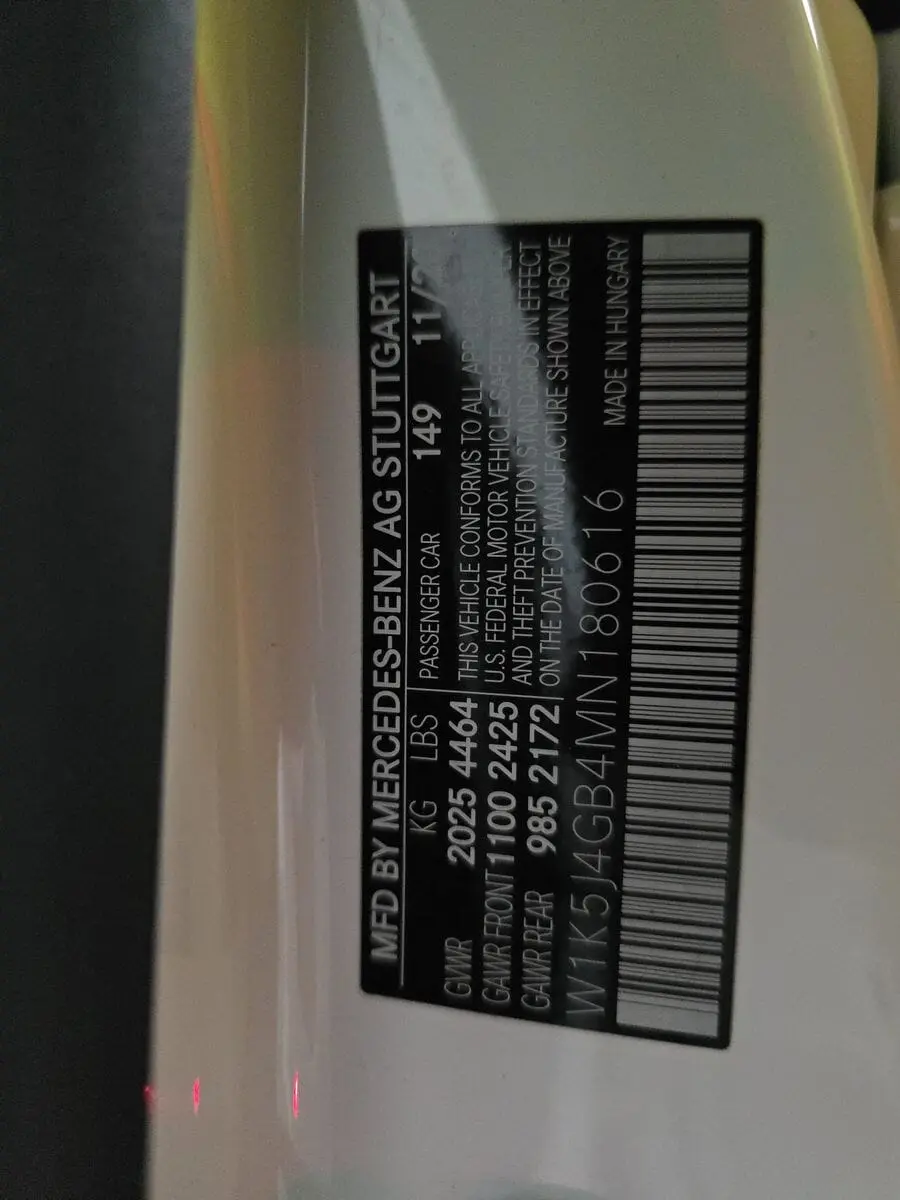 MFD BY MERCEDES-BENZ AG STUTTGART
KG LBS PASSENGER CAR 149 11/
GVWR 2025 4464 THIS VEHICLE CONFORMS TO ALL
GAWR FRONT 1100 2425 U.S. FEDERAL MOTOR VEHICLE SAFETY
GAWR REAR 985 2172 AND THEFT PREVENTION STANDARDS IN EFFECT
ON THE DATE OF MANUFACTURE SHOWN ABOVE
W1K5J4GB4MN180616 MADE IN HUNGARY